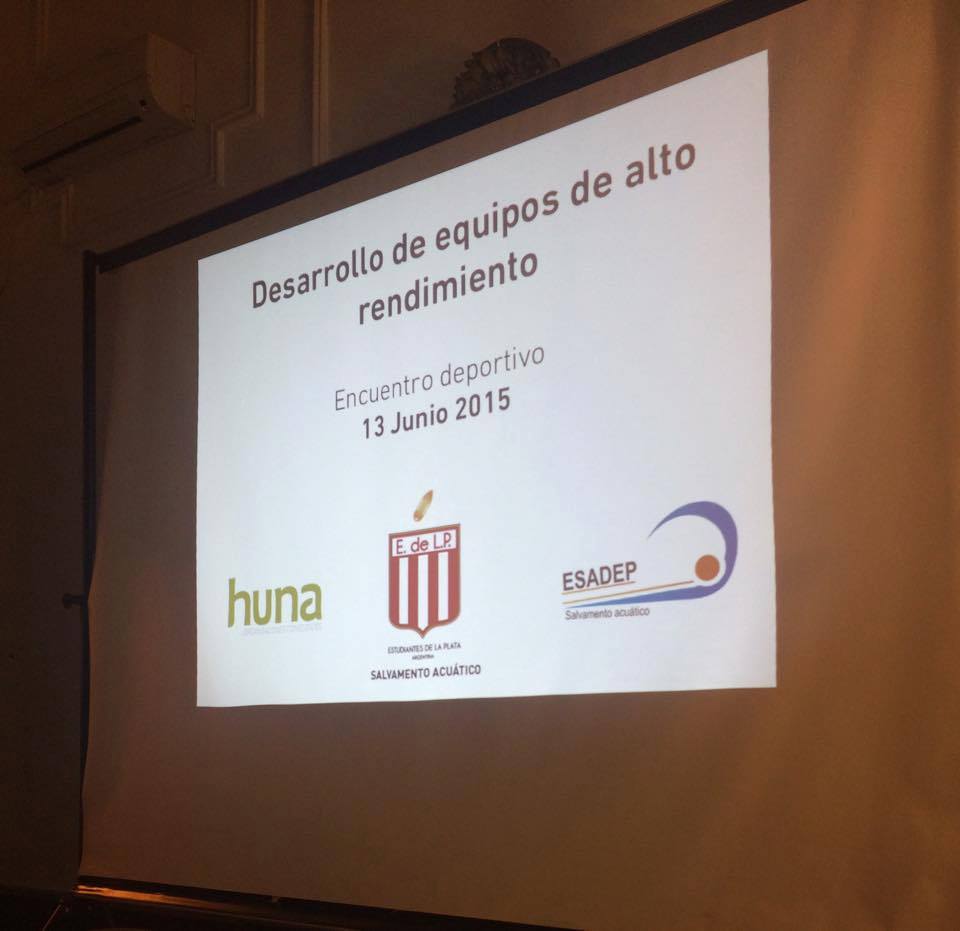 Desarrollo de equipos de alto
rendimiento
Encuentro deportivo
13 Junio 2015
huna
E. de L.P.
ESTUDIANTES DE LA PLATA
ARGENTINA
SALVAMENTO ACUÁTICO
ESADEP
Salvamento acuático